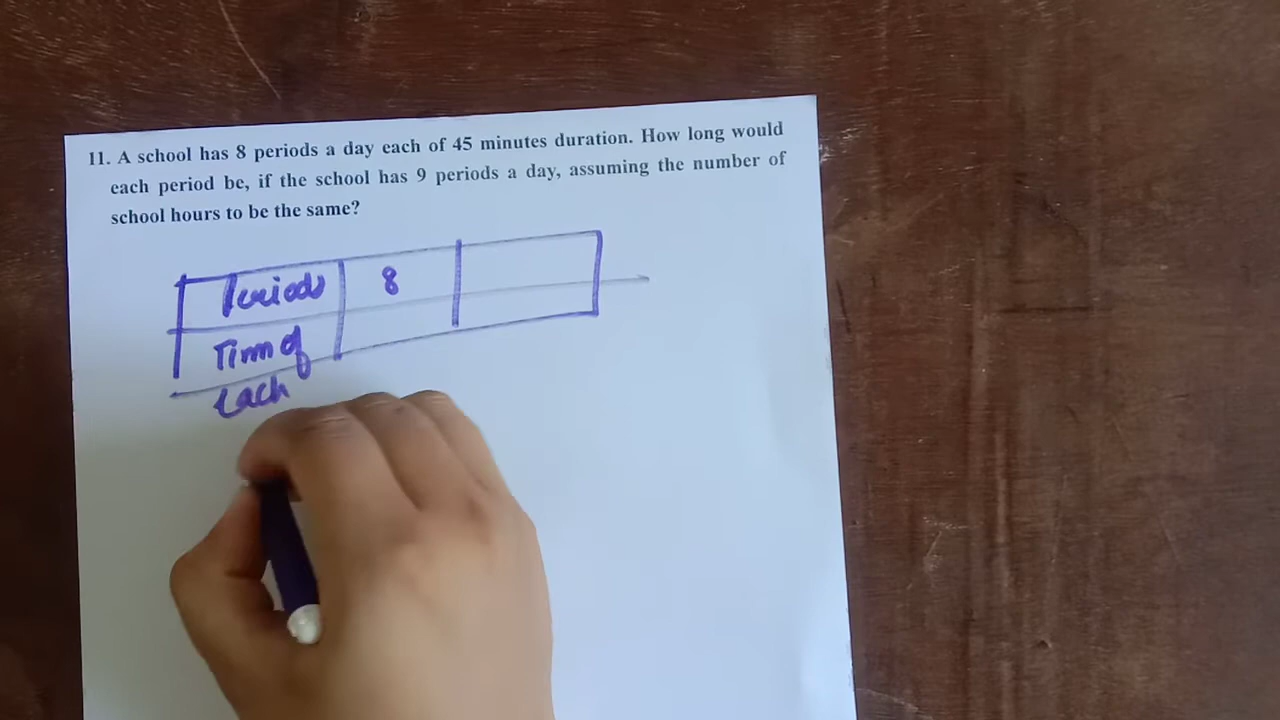 11. A school has 8 periods a day each of 45 minutes duration. How long would
each period be, if the school has 9 periods a day, assuming the number of
school hours to be the same?
Periods 8
Tim of
Each